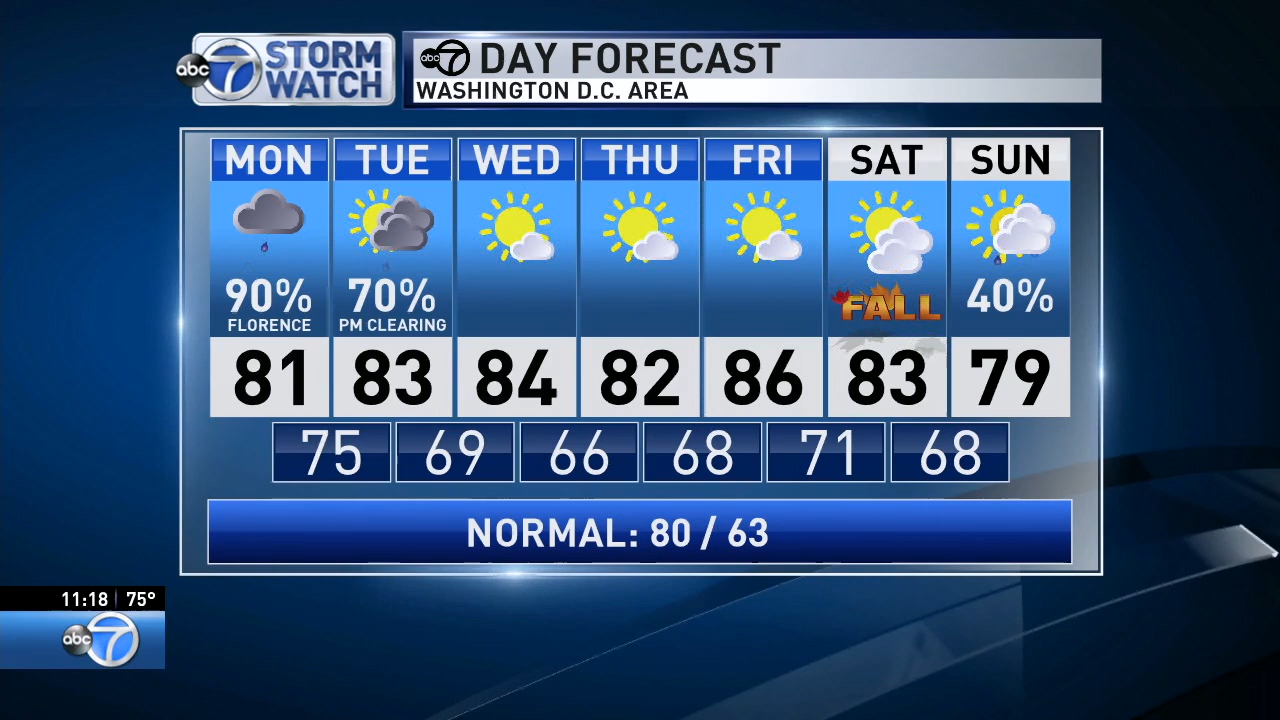 abc 7 STORM WATCH
abc 7 DAY FORECAST
WASHINGTON D.C. AREA
MON TUE WED THU FRI SAT SUN
90% 70% FALL 40%
FLORENCE PM CLEARING
81 83 84 82 86 83 79
75 69 66 68 71 68
NORMAL: 80 / 63
11:18 75°
abc 7